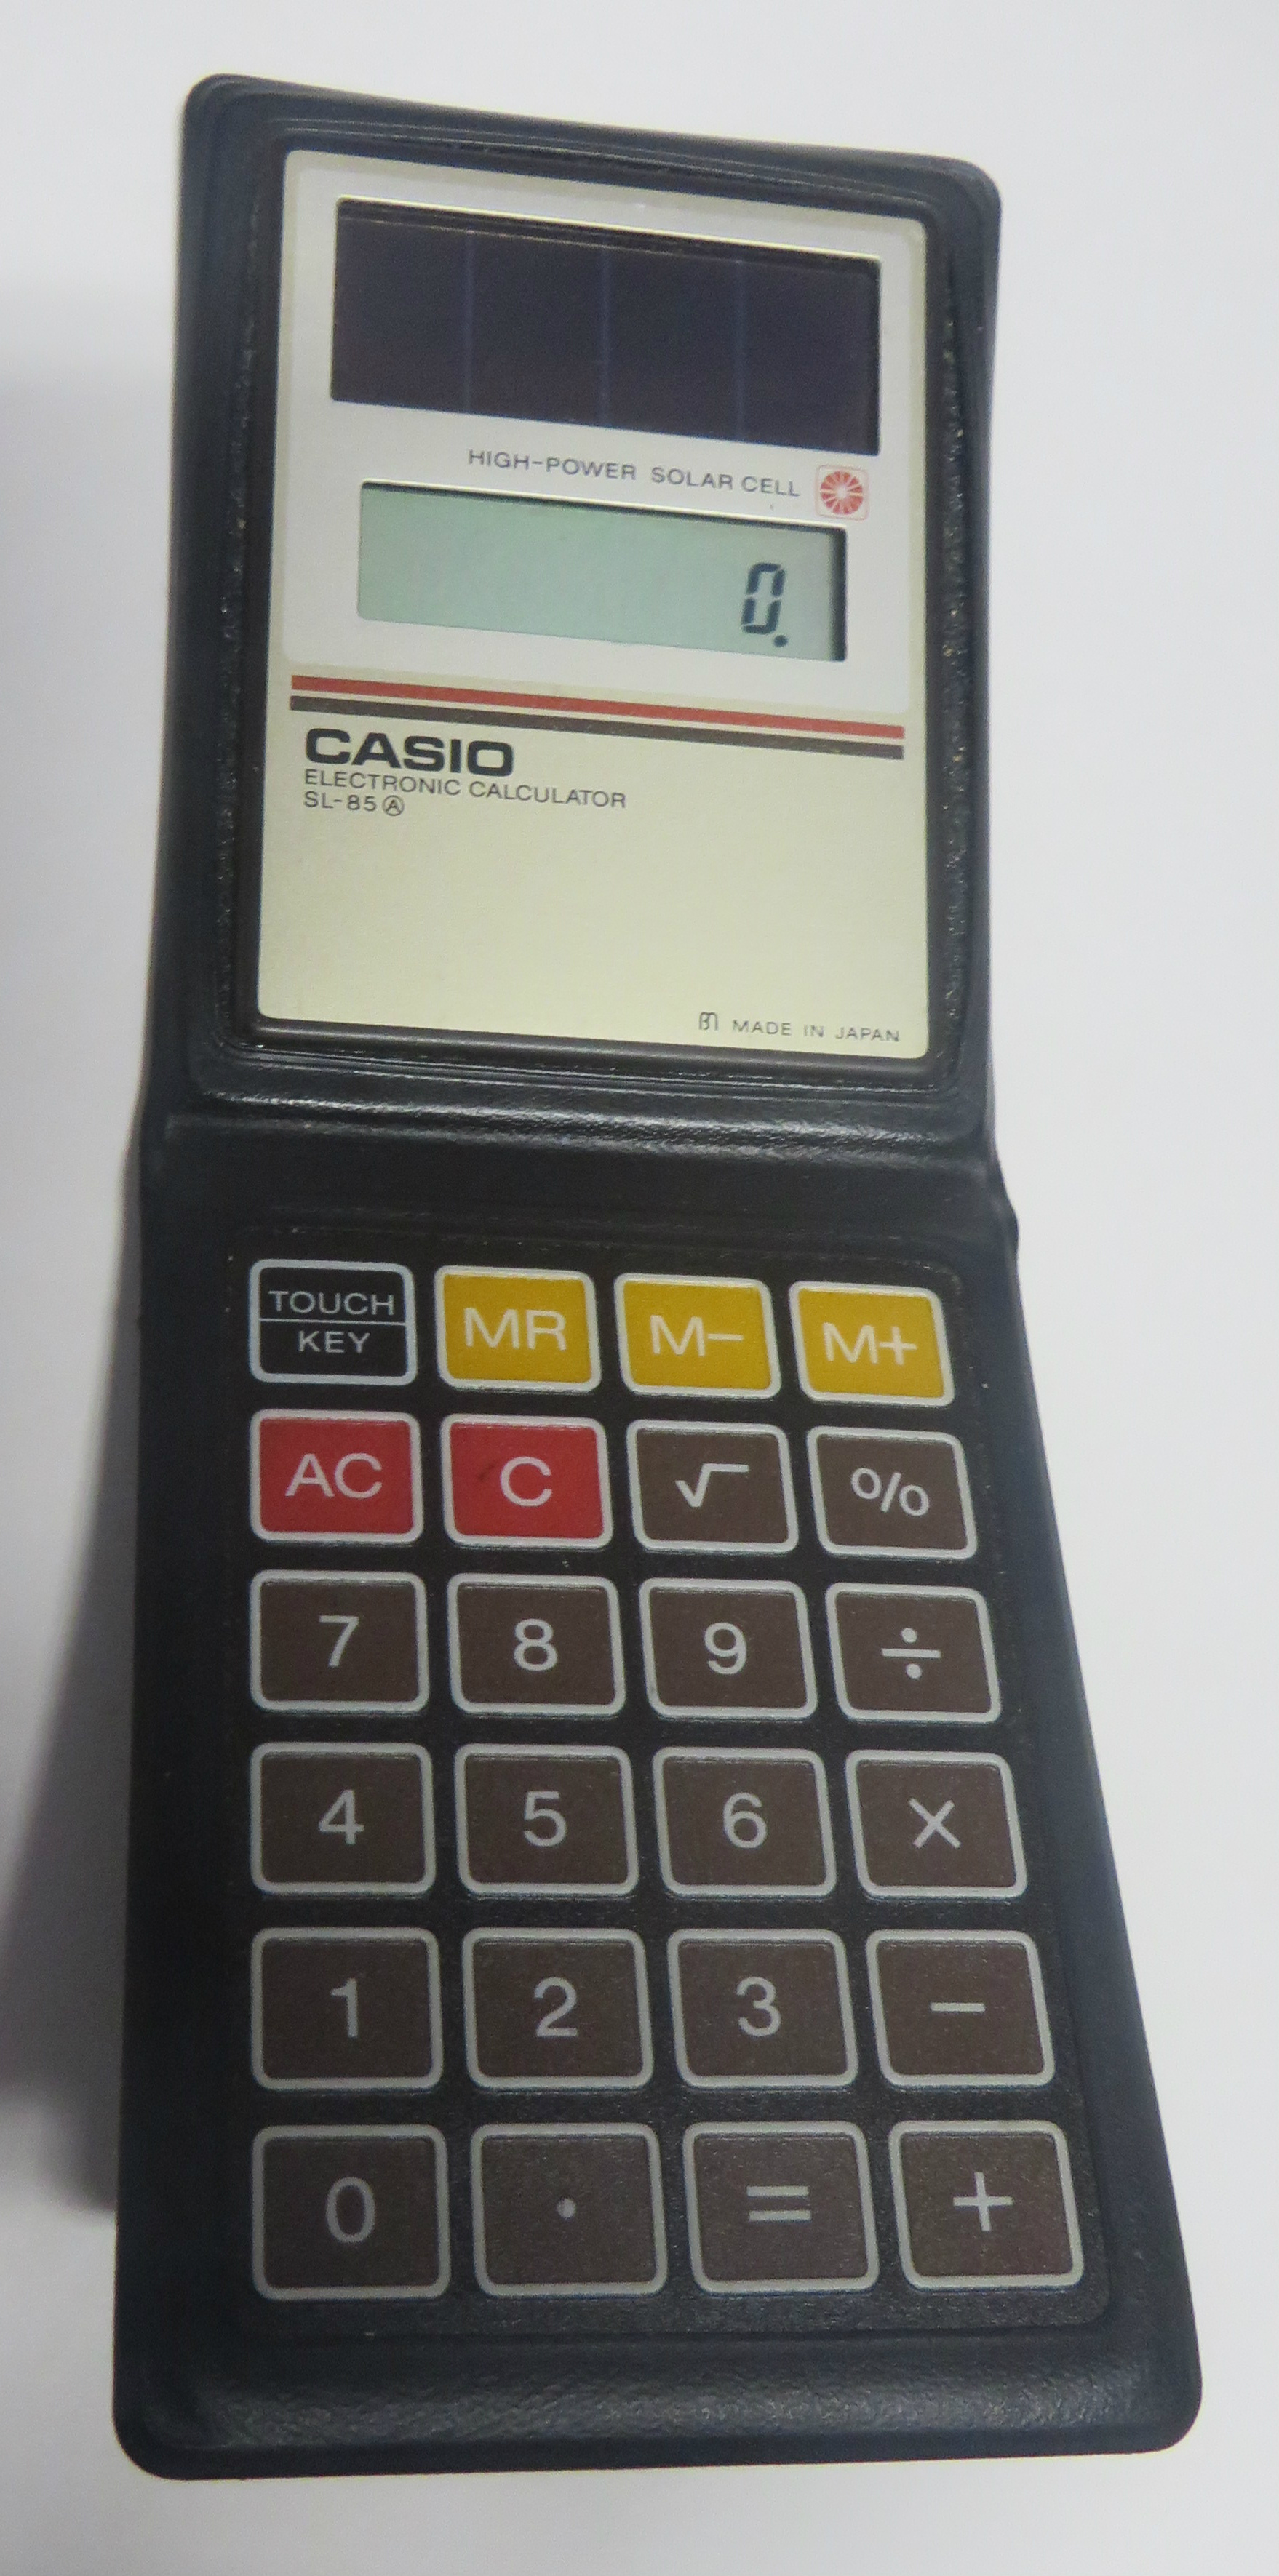 HIGH-POWER SOLAR CELL
0.
CASIO
ELECTRONIC CALCULATOR
SL-85Ⓐ
MADE IN JAPAN
TOUCH
KEY
MR M− M+
AC C √ %
7 8 9 ÷
4 5 6 ×
1 2 3 −
0 . = +